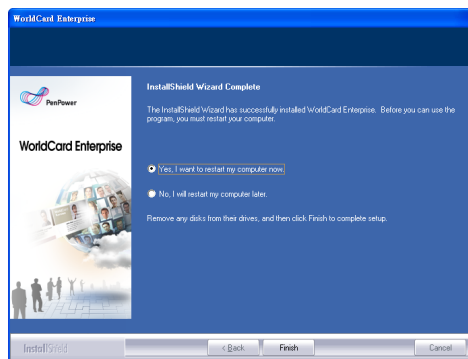 WorldCard Enterprise
PenPower
WorldCard Enterprise
InstallShield Wizard Complete
The InstallShield Wizard has successfully installed WorldCard Enterprise. Before you can use the
program, you must restart your computer.
Yes, I want to restart my computer now.
No, I will restart my computer later.
Remove any disks from their drives, and then click Finish to complete setup.
InstallShield
< Back
Finish
Cancel